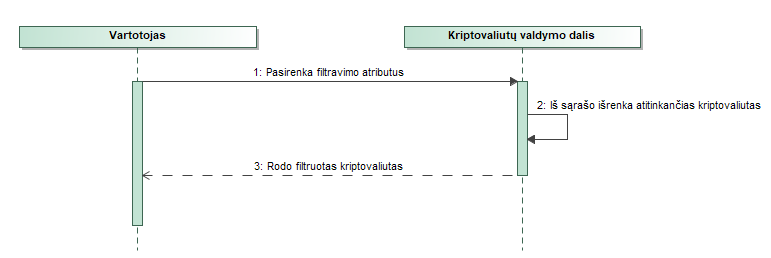 Vartotojas
Kriptovaliutų valdymo dalis
1: Pasirenka filtravimo atributus
2: Iš sąrašo išrenka atitinkančias kriptovaliutas
3: Rodo filtruotas kriptovaliutas